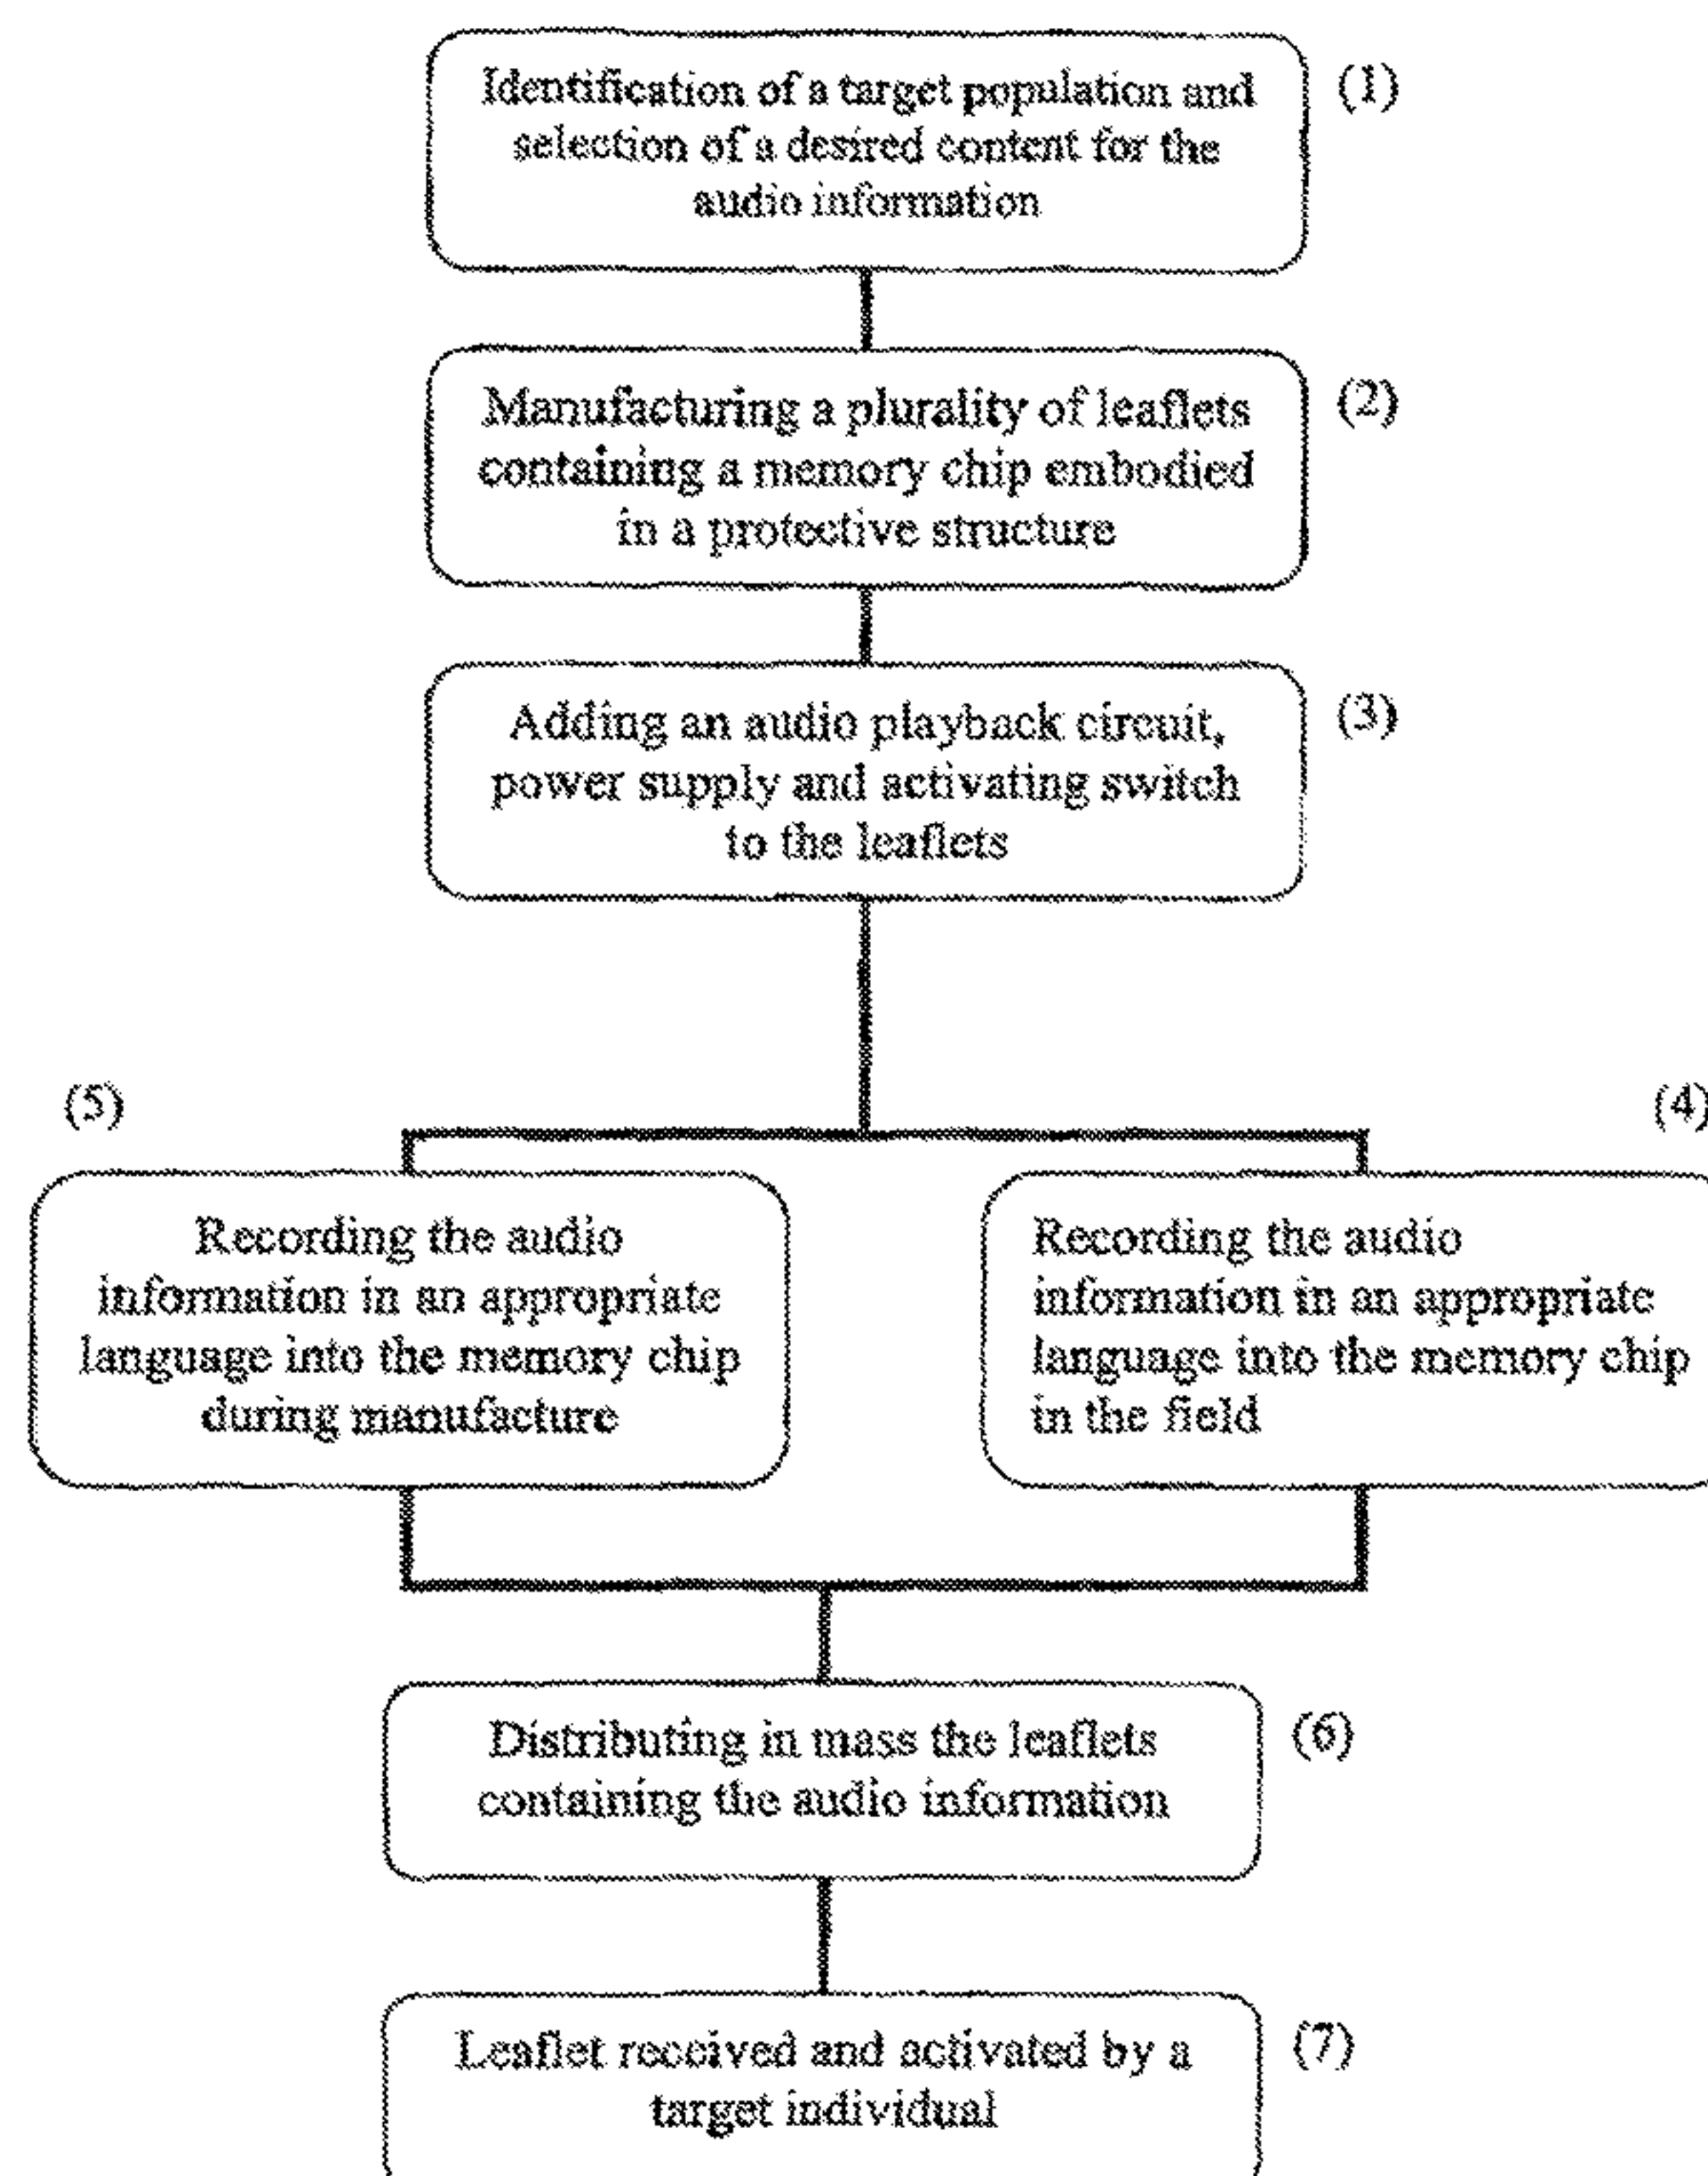 Identification of a target population and
selection of a desired content for the
audio information
(1)
Manufacturing a plurality of leaflets
containing a memory chip embodied
in a protective structure
(2)
Adding an audio playback circuit,
power supply and activating switch
to the leaflets
(3)
(5)
Recording the audio
information in an appropriate
language into the memory chip
during manufacture
(4)
Recording the audio
information in an appropriate
language into the memory chip
in the field
Distributing in mass the leaflets
containing the audio information
(6)
Leaflet received and activated by a
target individual
(7)